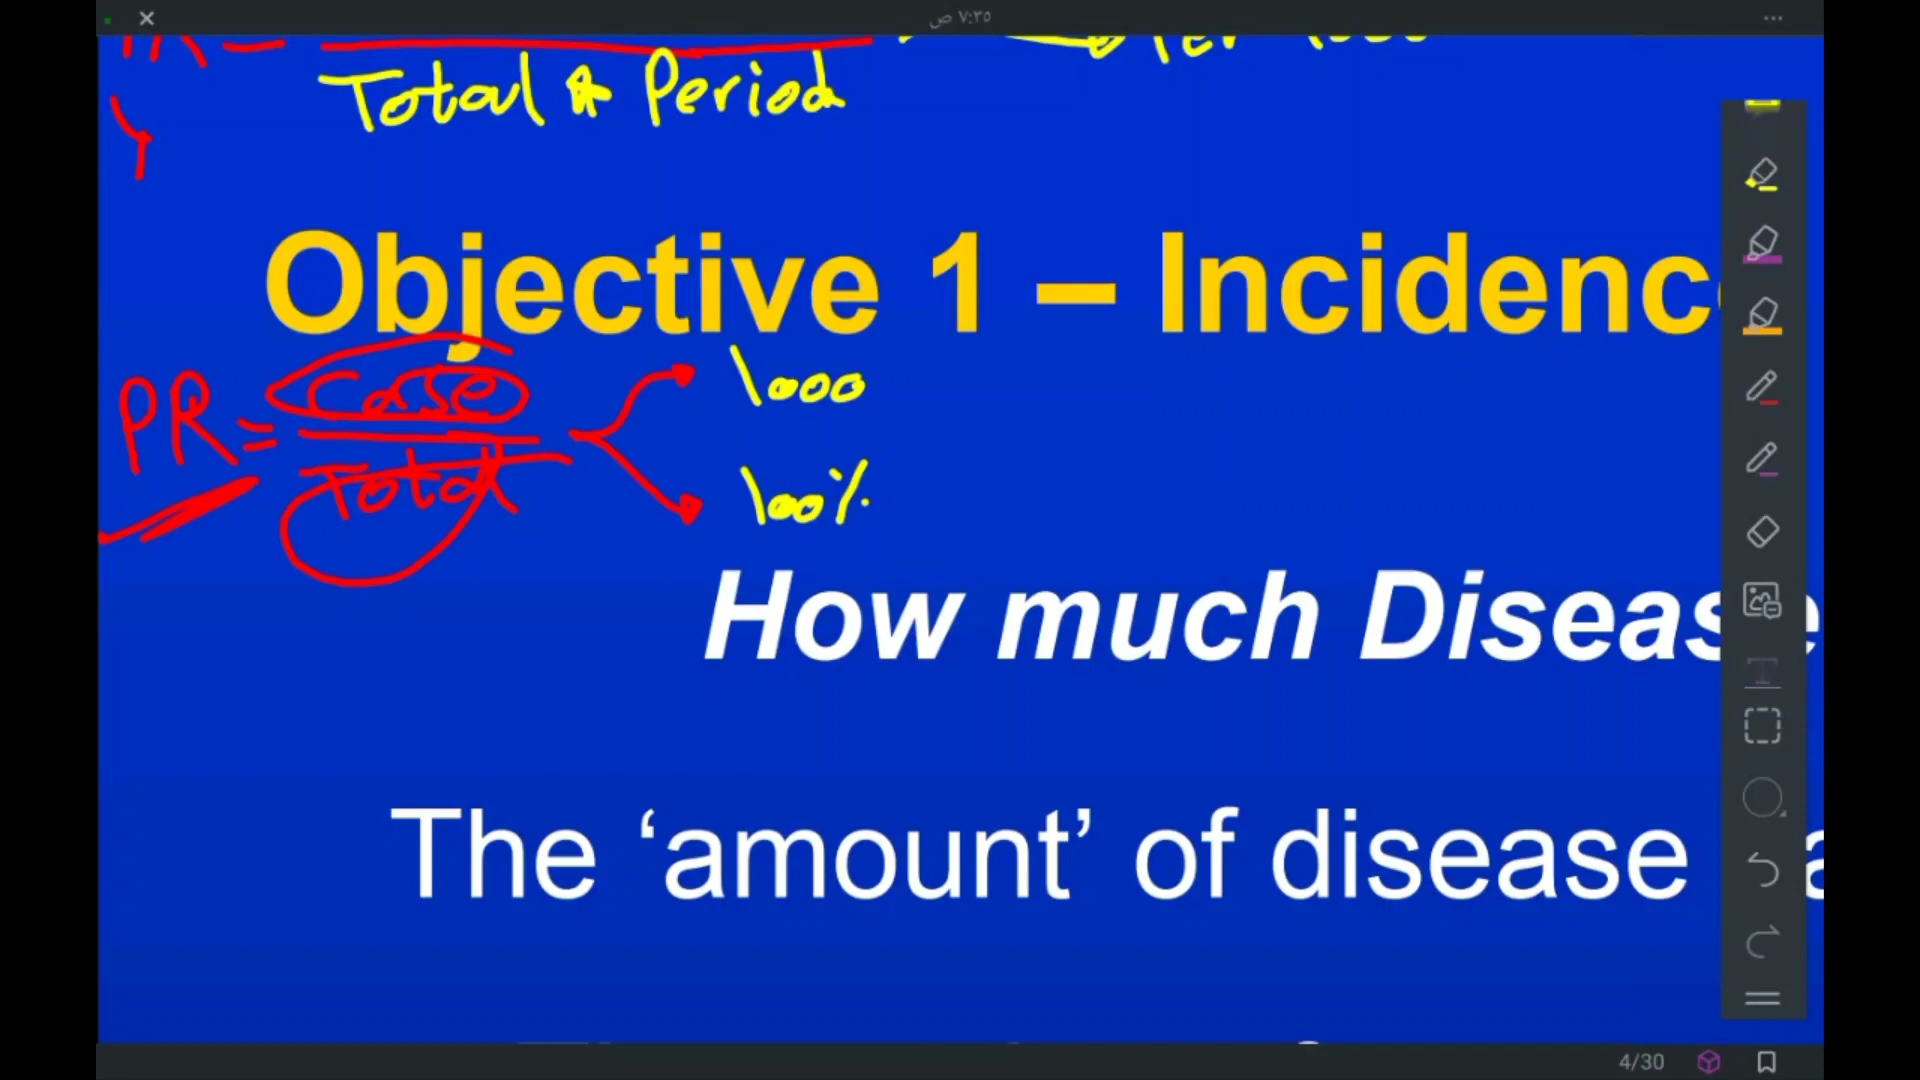 ٧:٣٥ ص
Total * Period
Objective 1 – Incidenc
PR = Case
Total
1000
100%
How much Disease
The ‘amount’ of disease
4/30